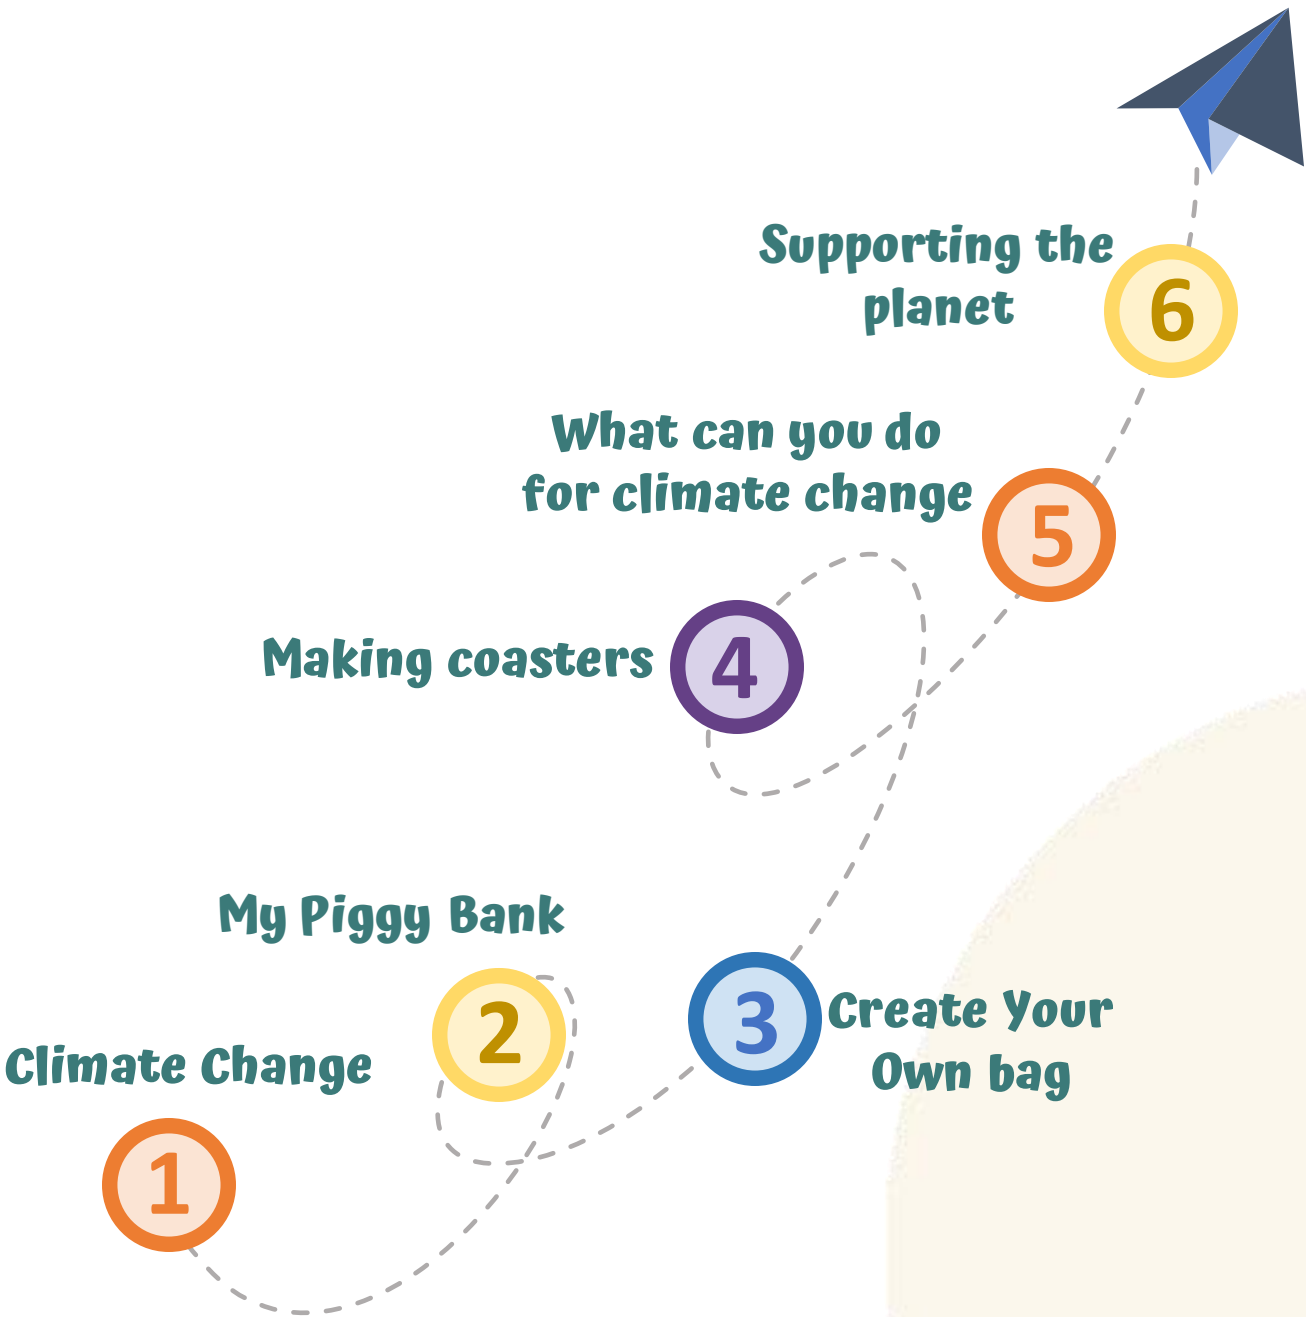 Supporting the
planet
6
What can you do
for climate change
5
Making coasters
4
My Piggy Bank
2
3
Create Your
Own bag
Climate Change
1